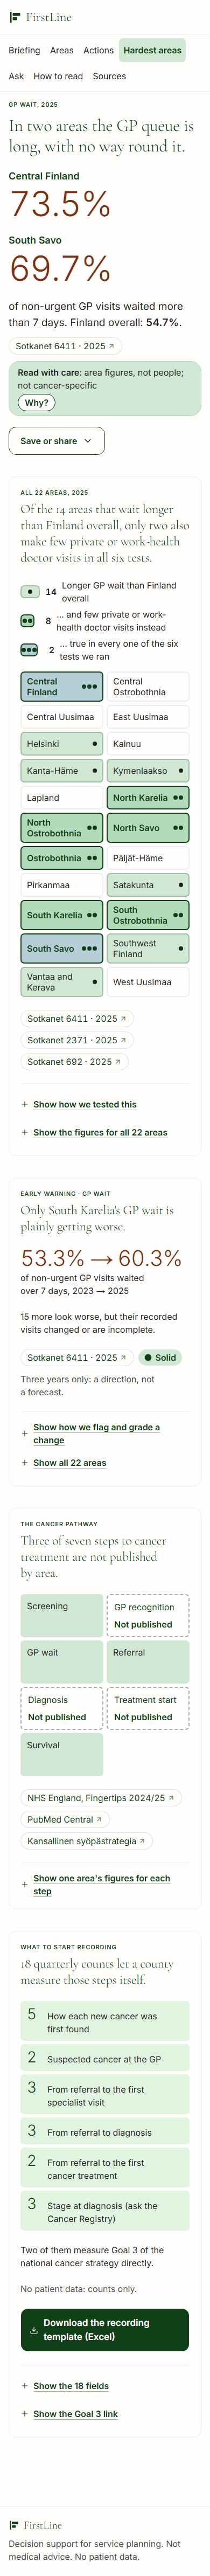 FirstLine
Briefing Areas Actions Hardest areas
Ask How to read Sources
GP WAIT, 2025
In two areas the GP queue is
long, with no way round it.
Central Finland
73.5%
South Savo
69.7%
of non-urgent GP visits waited more
than 7 days. Finland overall: 54.7%.
Sotkanet 6411 · 2025 ↗
Read with care: area figures, not people;
not cancer-specific
Why?
Save or share
ALL 22 AREAS, 2025
Of the 14 areas that wait longer
than Finland overall, only two also
make few private or work-health
doctor visits in all six tests.
14 Longer GP wait than Finland
overall
8 ... and few private or work-
health doctor visits instead
2 ... true in every one of the six
tests we ran
Central
Finland
Central
Ostrobothnia
Central Uusimaa
East Uusimaa
Helsinki
Kainuu
Kanta-Häme
Kymenlaakso
Lapland
North Karelia
North
Ostrobothnia
North Savo
Ostrobothnia
Päijät-Häme
Pirkanmaa
Satakunta
South Karelia
South
Ostrobothnia
South Savo
Southwest
Finland
Vantaa and
Kerava
West Uusimaa
Sotkanet 6411 · 2025 ↗
Sotkanet 2371 · 2025 ↗
Sotkanet 692 · 2025 ↗
+ Show how we tested this
+ Show the figures for all 22 areas
EARLY WARNING · GP WAIT
Only South Karelia's GP wait is
plainly getting worse.
53.3% → 60.3%
of non-urgent GP visits waited
over 7 days, 2023 → 2025
15 more look worse, but their recorded
visits changed or are incomplete.
Sotkanet 6411 · 2025 ↗
Solid
Three years only: a direction, not
a forecast.
+ Show how we flag and grade a
change
+ Show all 22 areas
THE CANCER PATHWAY
Three of seven steps to cancer
treatment are not published
by area.
Screening
GP recognition
Not published
GP wait
Referral
Diagnosis
Not published
Treatment start
Not published
Survival
NHS England, Fingertips 2024/25 ↗
PubMed Central ↗
Kansallinen syöpästrategia ↗
+ Show one area's figures for each
step
WHAT TO START RECORDING
18 quarterly counts let a county
measure those steps itself.
5 How each new cancer was
first found
2 Suspected cancer at the GP
3 From referral to the first
specialist visit
3 From referral to diagnosis
2 From referral to the first
cancer treatment
3 Stage at diagnosis (ask the
Cancer Registry)
Two of them measure Goal 3 of the
national cancer strategy directly.
No patient data: counts only.
Download the recording
template (Excel)
+ Show the 18 fields
+ Show the Goal 3 link
FirstLine
Decision support for service planning. Not
medical advice. No patient data.